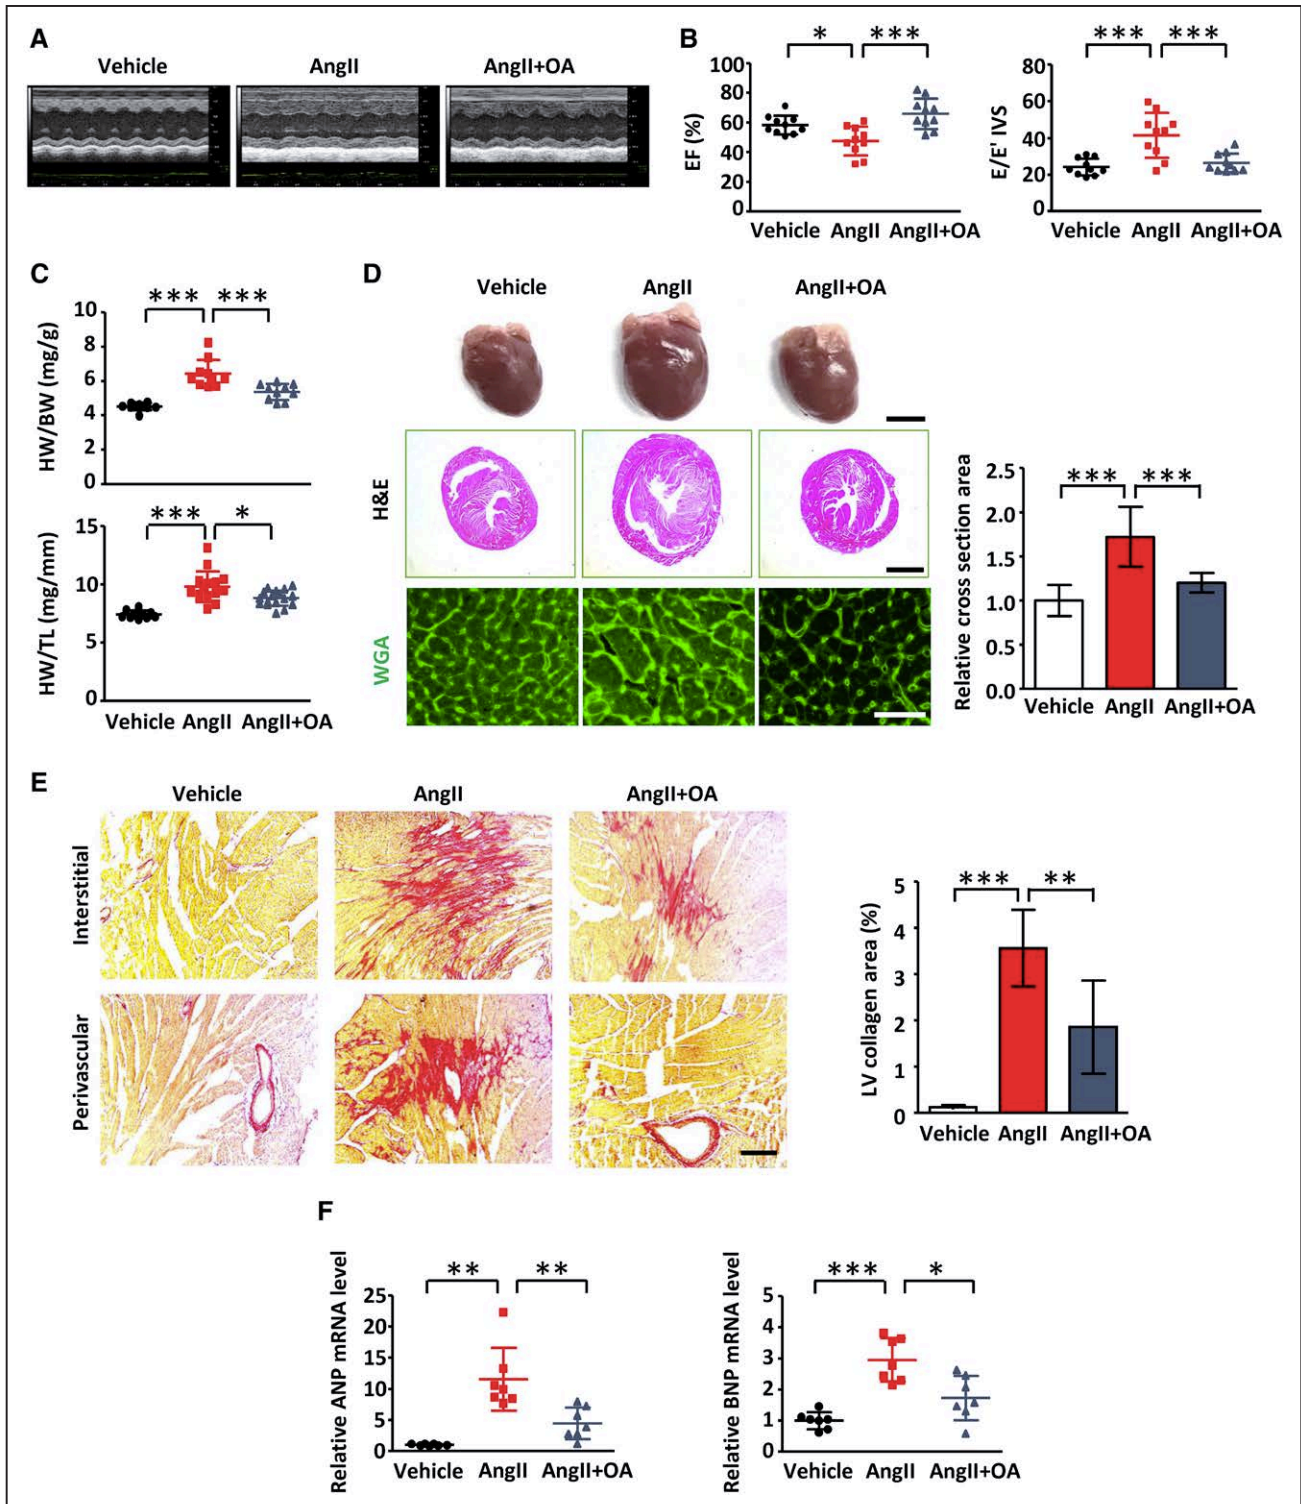 A
Vehicle AngII AngII+OA
B
* ***
EF (%)
100
80
60
40
20
0
Vehicle AngII AngII+OA
*** ***
E/E' IVS
80
60
40
20
0
Vehicle AngII AngII+OA
C
*** ***
HW/BW (mg/g)
10
8
6
4
2
0
*** *
HW/TL (mg/mm)
15
10
5
0
Vehicle AngII AngII+OA
D
Vehicle AngII AngII+OA
H&E
WGA
*** ***
Relative cross section area
2.5
2.0
1.5
1.0
0.5
0.0
Vehicle AngII AngII+OA
E
Vehicle AngII AngII+OA
Interstitial
Perivascular
*** **
LV collagen area (%)
5
4
3
2
1
0
Vehicle AngII AngII+OA
F
** **
Relative ANP mRNA level
25
20
15
10
5
0
Vehicle AngII AngII+OA
*** *
Relative BNP mRNA level
5
4
3
2
1
0
Vehicle AngII AngII+OA